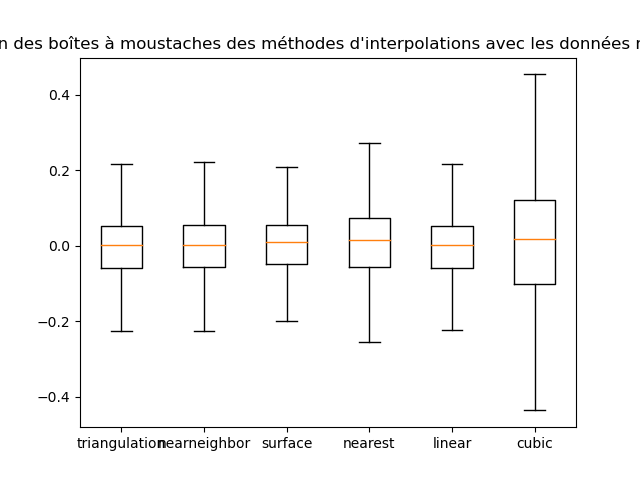 n des boîtes à moustaches des méthodes d'interpolations avec les données
0.4
0.2
0.0
−0.2
−0.4
triangulation nearneighbor surface nearest linear cubic